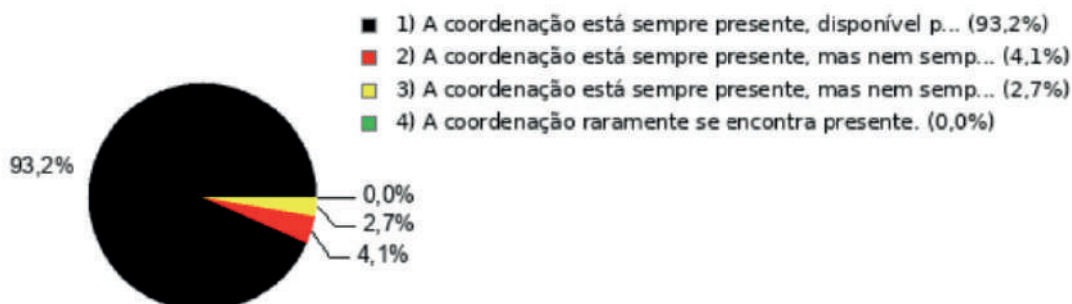 1) A coordenação está sempre presente, disponível p... (93,2%)
2) A coordenação está sempre presente, mas nem semp... (4,1%)
3) A coordenação está sempre presente, mas nem semp... (2,7%)
4) A coordenação raramente se encontra presente. (0,0%)
93,2%
0,0%
2,7%
4,1%